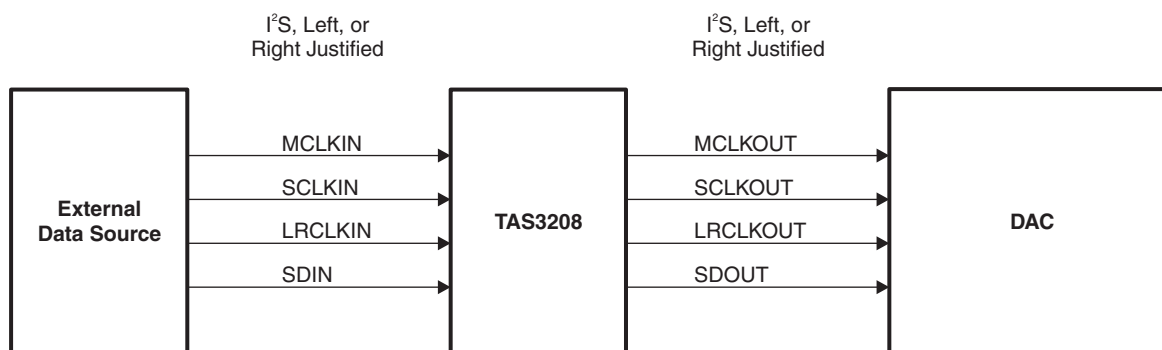 I²S, Left, or
Right Justified
I²S, Left, or
Right Justified
External
Data Source
MCLKIN
SCLKIN
LRCLKIN
SDIN
TAS3208
MCLKOUT
SCLKOUT
LRCLKOUT
SDOUT
DAC